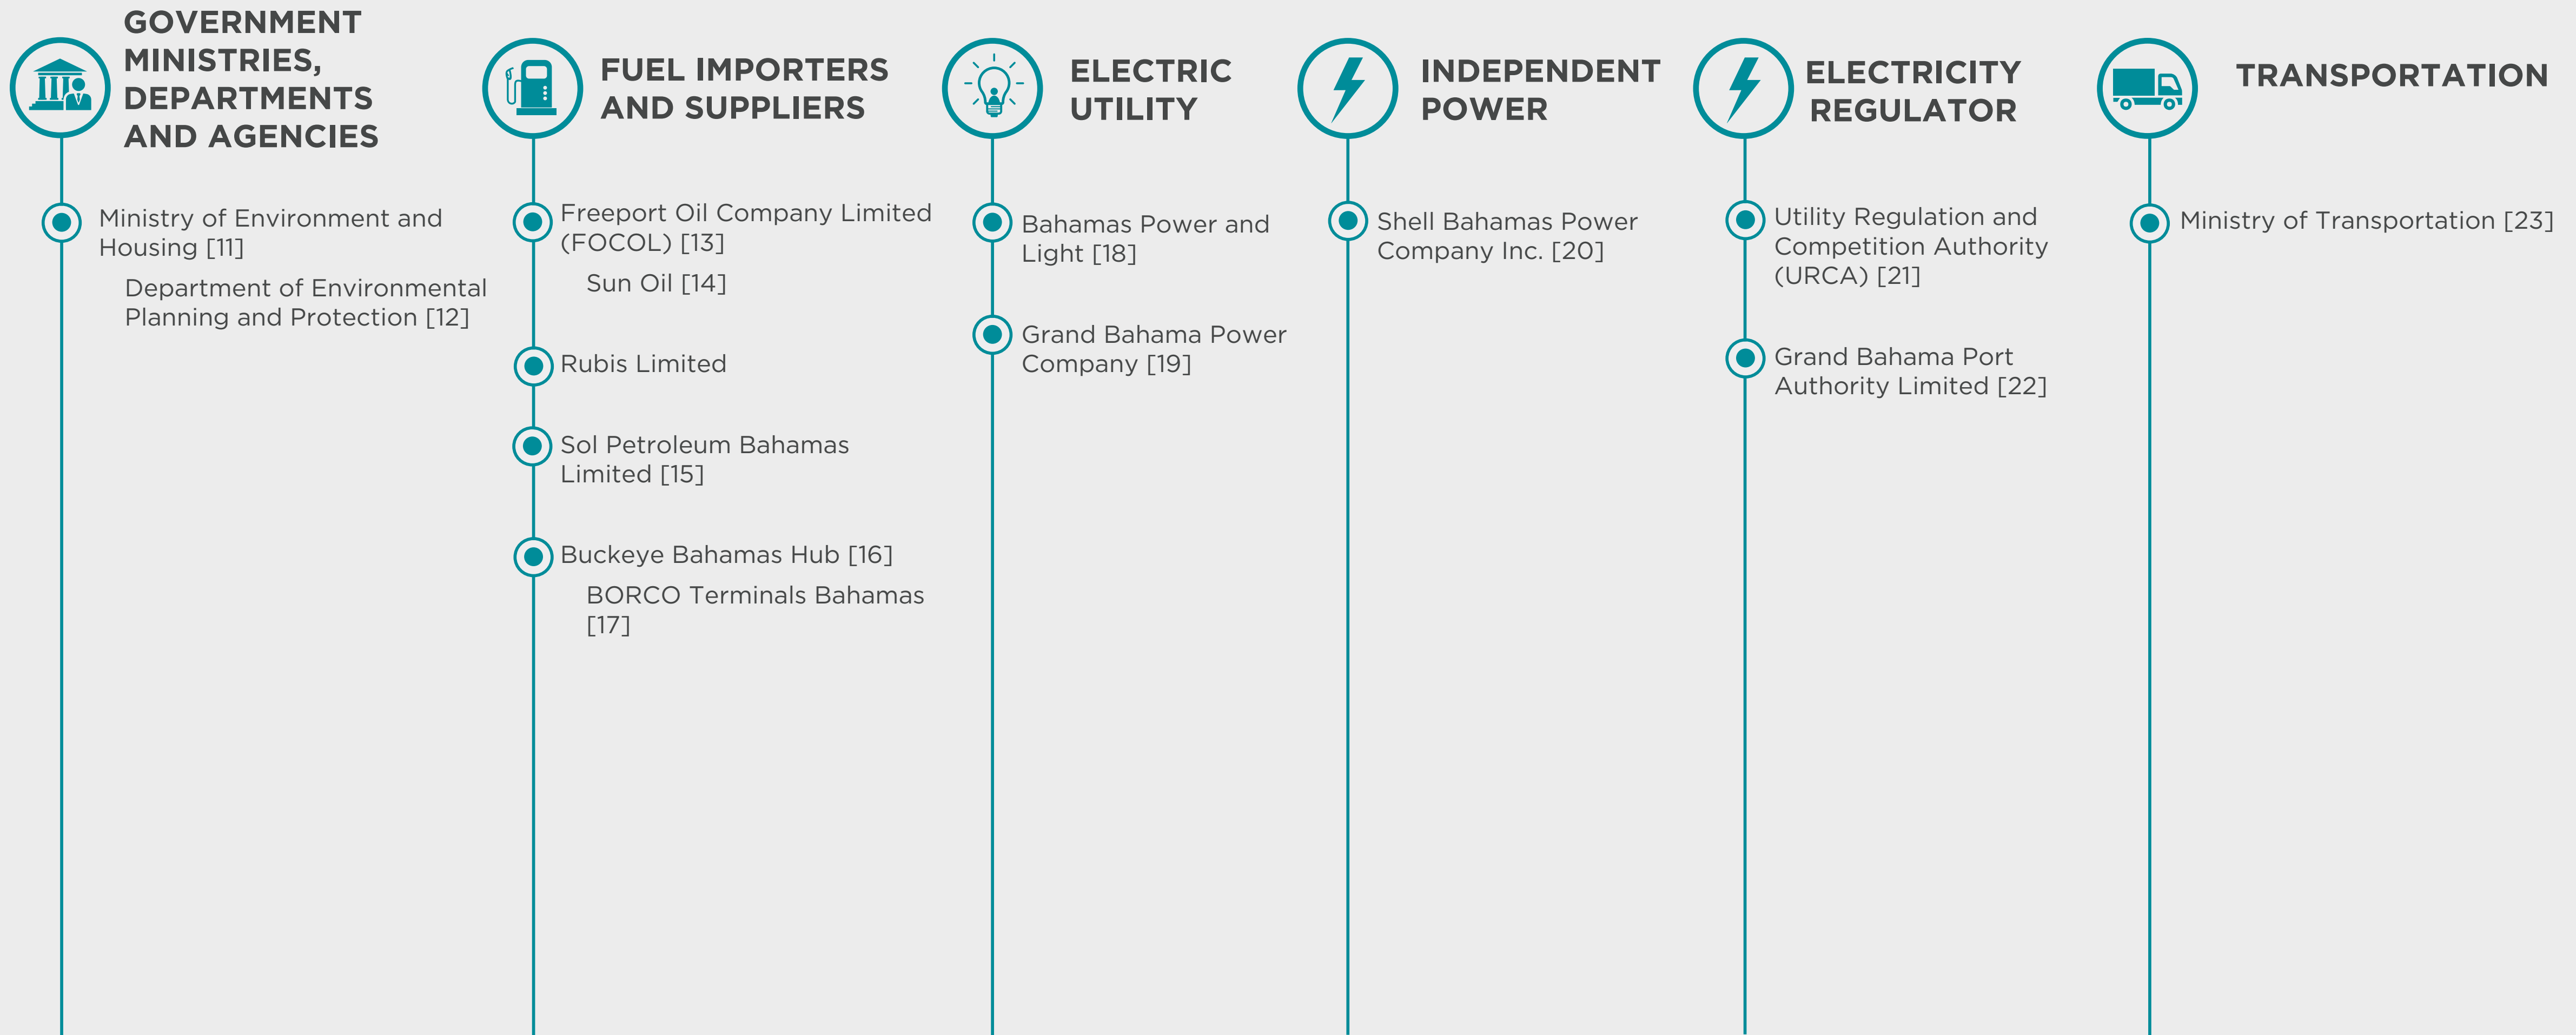 GOVERNMENT
MINISTRIES,
DEPARTMENTS
AND AGENCIES
Ministry of Environment and
Housing [11]
Department of Environmental
Planning and Protection [12]
FUEL IMPORTERS
AND SUPPLIERS
Freeport Oil Company Limited
(FOCOL) [13]
Sun Oil [14]
Rubis Limited
Sol Petroleum Bahamas
Limited [15]
Buckeye Bahamas Hub [16]
BORCO Terminals Bahamas
[17]
ELECTRIC
UTILITY
Bahamas Power and
Light [18]
Grand Bahama Power
Company [19]
INDEPENDENT
POWER
Shell Bahamas Power
Company Inc. [20]
ELECTRICITY
REGULATOR
Utility Regulation and
Competition Authority
(URCA) [21]
Grand Bahama Port
Authority Limited [22]
TRANSPORTATION
Ministry of Transportation [23]